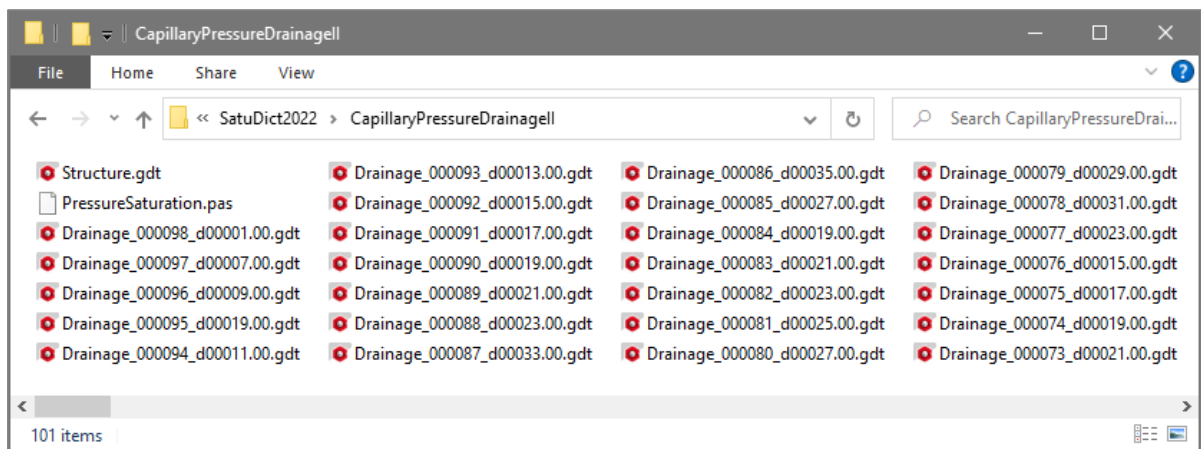 CapillaryPressureDrainagell
File Home Share View
« SatuDict2022 > CapillaryPressureDrainagell
Search CapillaryPressureDrai...
Structure.gdt
PressureSaturation.pas
Drainage_000098_d00001.00.gdt
Drainage_000097_d00007.00.gdt
Drainage_000096_d00009.00.gdt
Drainage_000095_d00019.00.gdt
Drainage_000094_d00011.00.gdt
Drainage_000093_d00013.00.gdt
Drainage_000092_d00015.00.gdt
Drainage_000091_d00017.00.gdt
Drainage_000090_d00019.00.gdt
Drainage_000089_d00021.00.gdt
Drainage_000088_d00023.00.gdt
Drainage_000087_d00033.00.gdt
Drainage_000086_d00035.00.gdt
Drainage_000085_d00027.00.gdt
Drainage_000084_d00019.00.gdt
Drainage_000083_d00021.00.gdt
Drainage_000082_d00023.00.gdt
Drainage_000081_d00025.00.gdt
Drainage_000080_d00027.00.gdt
Drainage_000079_d00029.00.gdt
Drainage_000078_d00031.00.gdt
Drainage_000077_d00023.00.gdt
Drainage_000076_d00015.00.gdt
Drainage_000075_d00017.00.gdt
Drainage_000074_d00019.00.gdt
Drainage_000073_d00021.00.gdt
101 items